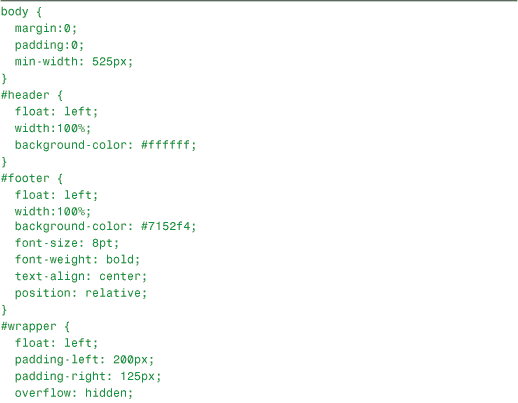 body {
  margin:0;
  padding:0;
  min-width: 525px;
}
#header {
  float: left;
  width:100%;
  background-color: #ffffff;
}
#footer {
  float: left;
  width:100%;
  background-color: #7152f4;
  font-size: 8pt;
  font-weight: bold;
  text-align: center;
  position: relative;
}
#wrapper {
  float: left;
  padding-left: 200px;
  padding-right: 125px;
  overflow: hidden;